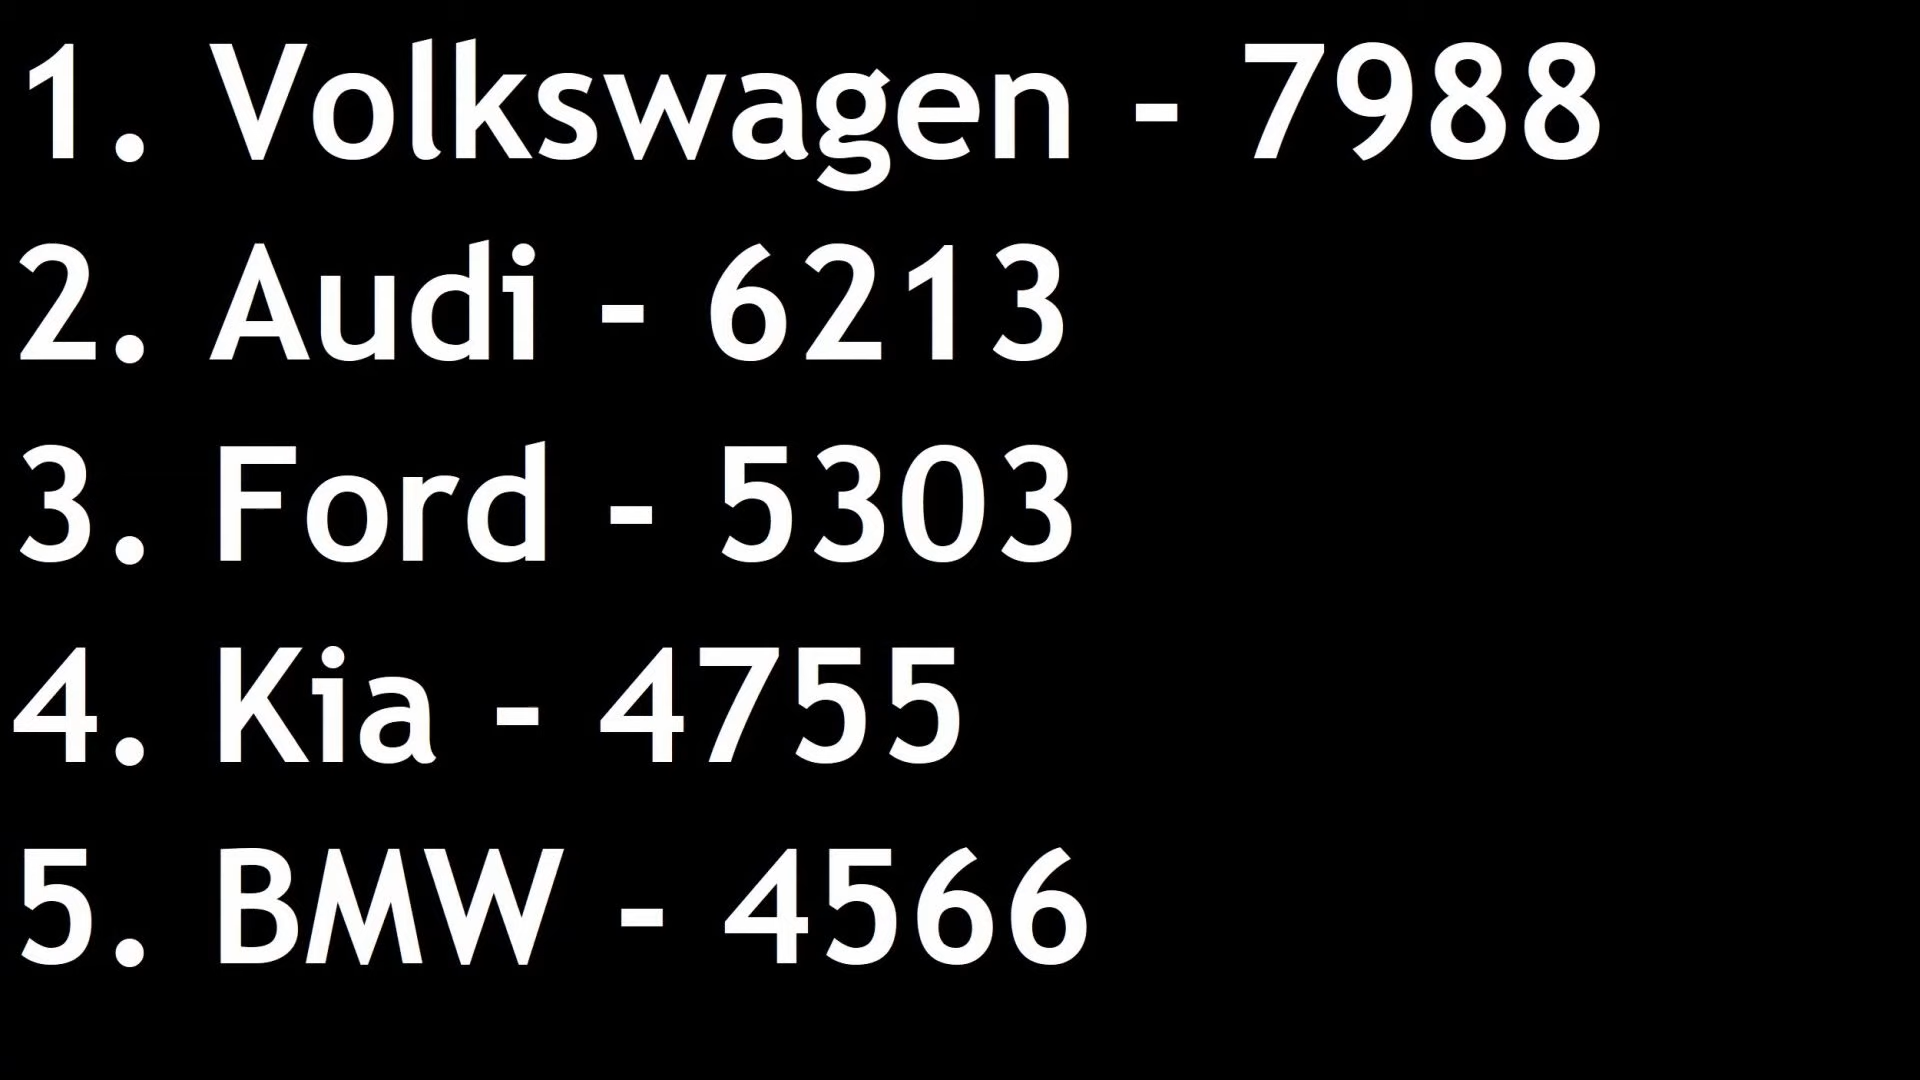 1. Volkswagen - 7988
2. Audi - 6213
3. Ford - 5303
4. Kia - 4755
5. BMW - 4566